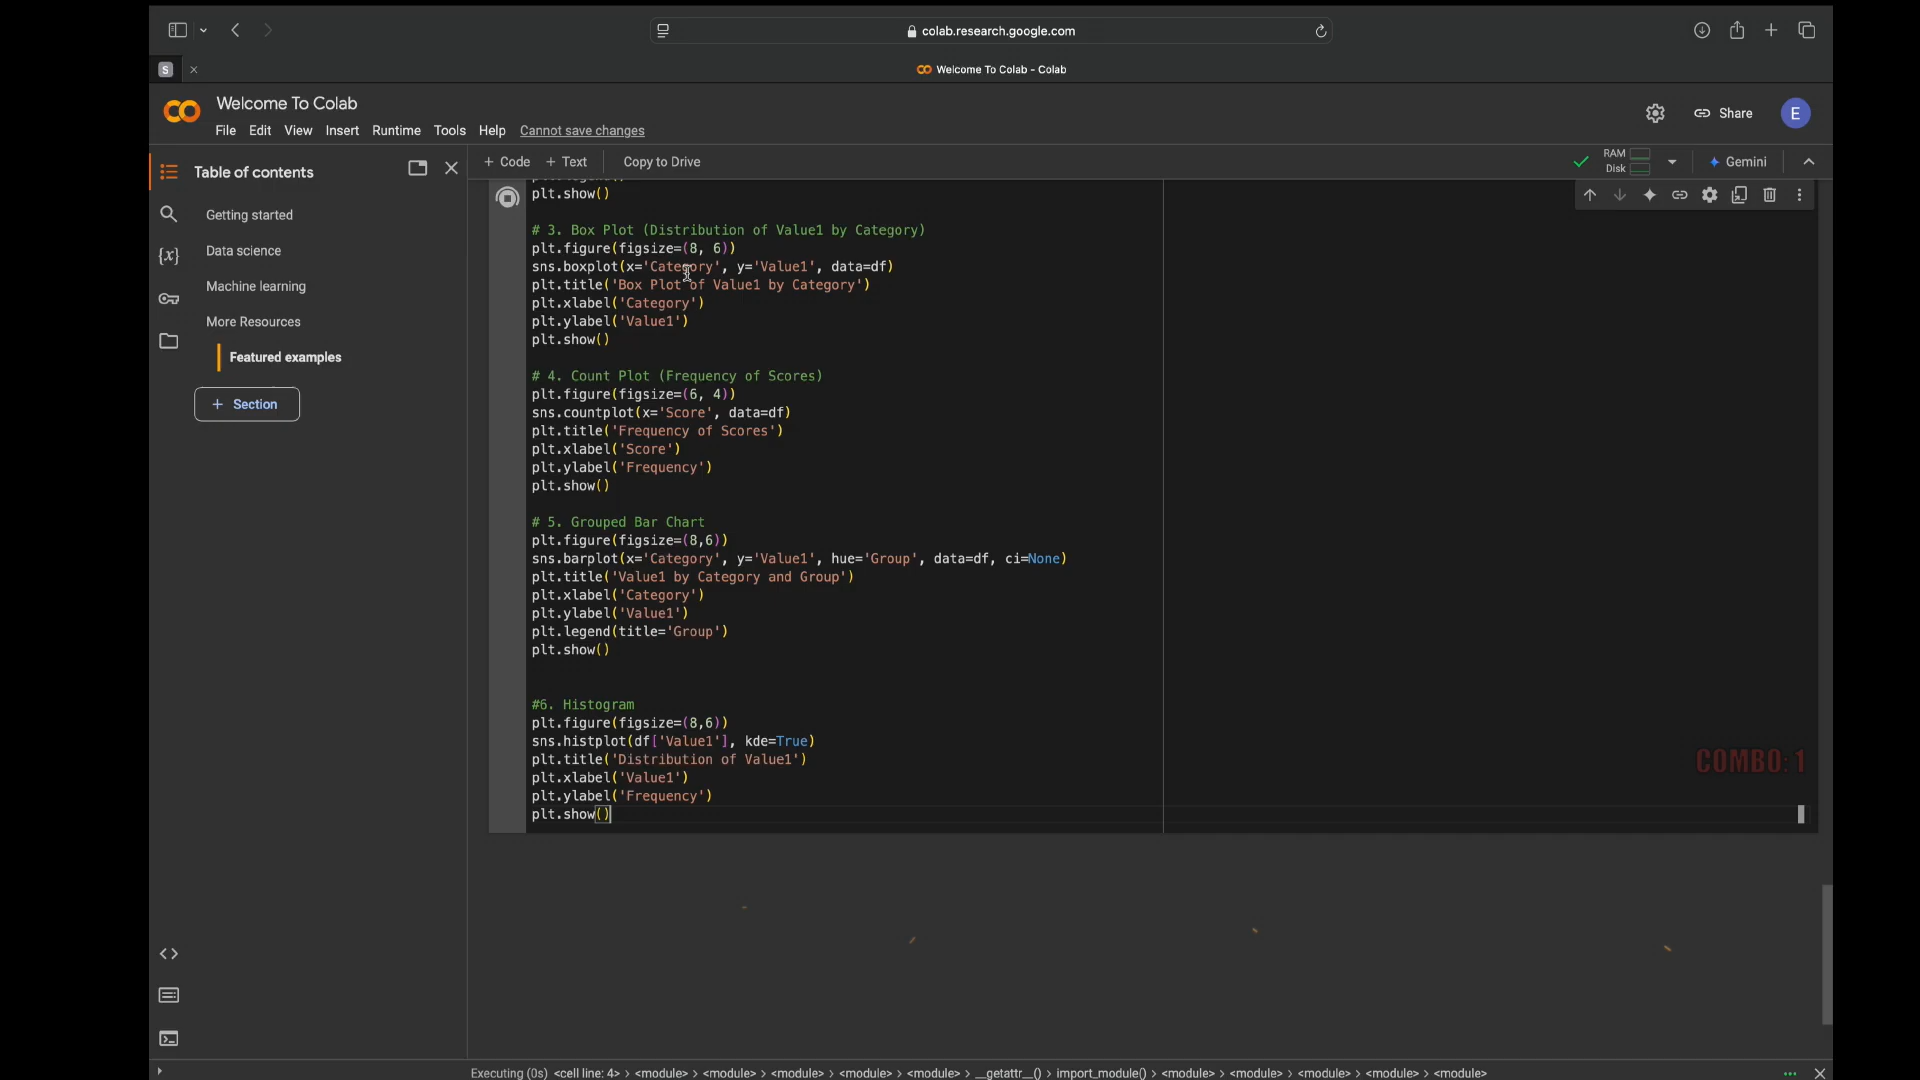 colab.research.google.com
S
Welcome To Colab - Colab
Welcome To Colab
File Edit View Insert Runtime Tools Help Cannot save changes
Share
E
Table of contents
+ Code + Text Copy to Drive
RAM
Disk
Gemini
Getting started
Data science
Machine learning
More Resources
Featured examples
+ Section
plt.show()
# 3. Box Plot (Distribution of Value1 by Category)
plt.figure(figsize=(8, 6))
sns.boxplot(x='Category', y='Value1', data=df)
plt.title('Box Plot of Value1 by Category')
plt.xlabel('Category')
plt.ylabel('Value1')
plt.show()
# 4. Count Plot (Frequency of Scores)
plt.figure(figsize=(6, 4))
sns.countplot(x='Score', data=df)
plt.title('Frequency of Scores')
plt.xlabel('Score')
plt.ylabel('Frequency')
plt.show()
# 5. Grouped Bar Chart
plt.figure(figsize=(8,6))
sns.barplot(x='Category', y='Value1', hue='Group', data=df, ci=None)
plt.title('Value1 by Category and Group')
plt.xlabel('Category')
plt.ylabel('Value1')
plt.legend(title='Group')
plt.show()
#6. Histogram
plt.figure(figsize=(8,6))
sns.histplot(df['Value1'], kde=True)
plt.title('Distribution of Value1')
plt.xlabel('Value1')
plt.ylabel('Frequency')
plt.show()
COMBO: 1
Executing (0s) <cell line: 4> > <module> > <module> > <module> > <module> > <module> > __getattr__() > import_module() > <module> > <module> > <module> > <module> > <module>